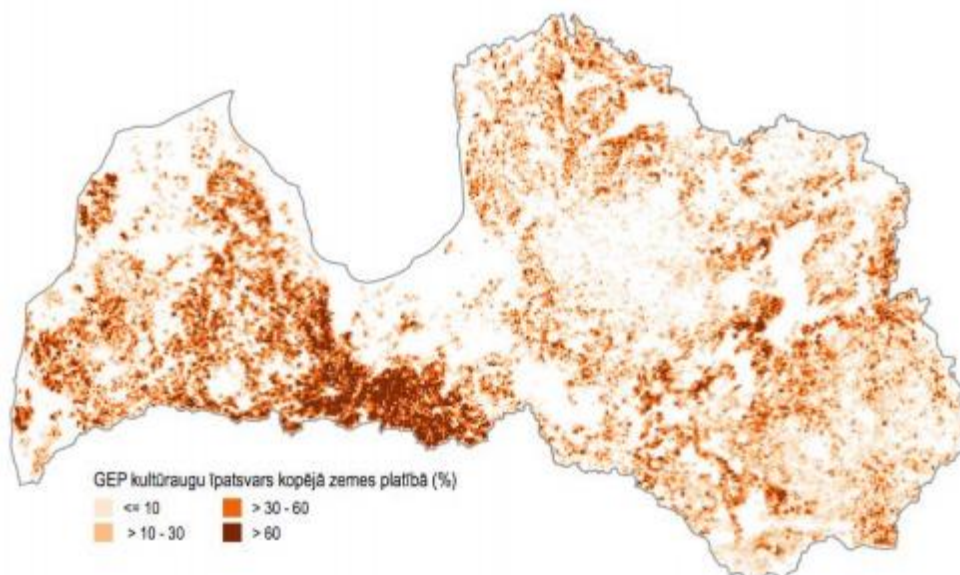 GEP kultūraugu īpatsvars kopējā zemes platībā (%)
<= 10 > 30 - 60
> 10 - 30 > 60